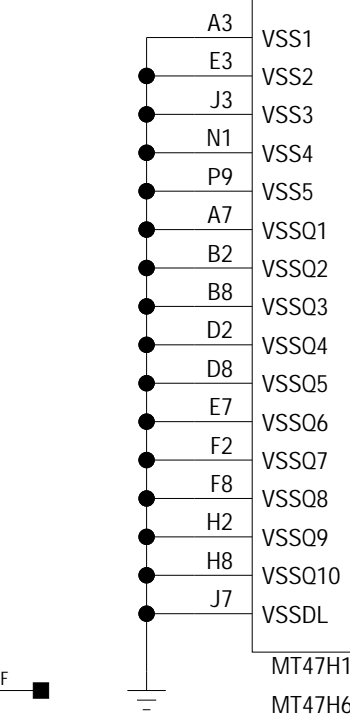 A3 VSS1
E3 VSS2
J3 VSS3
N1 VSS4
P9 VSS5
A7 VSSQ1
B2 VSSQ2
B8 VSSQ3
D2 VSSQ4
D8 VSSQ5
E7 VSSQ6
F2 VSSQ7
F8 VSSQ8
H2 VSSQ9
H8 VSSQ10
J7 VSSDL
MT47H1
F
MT47H6